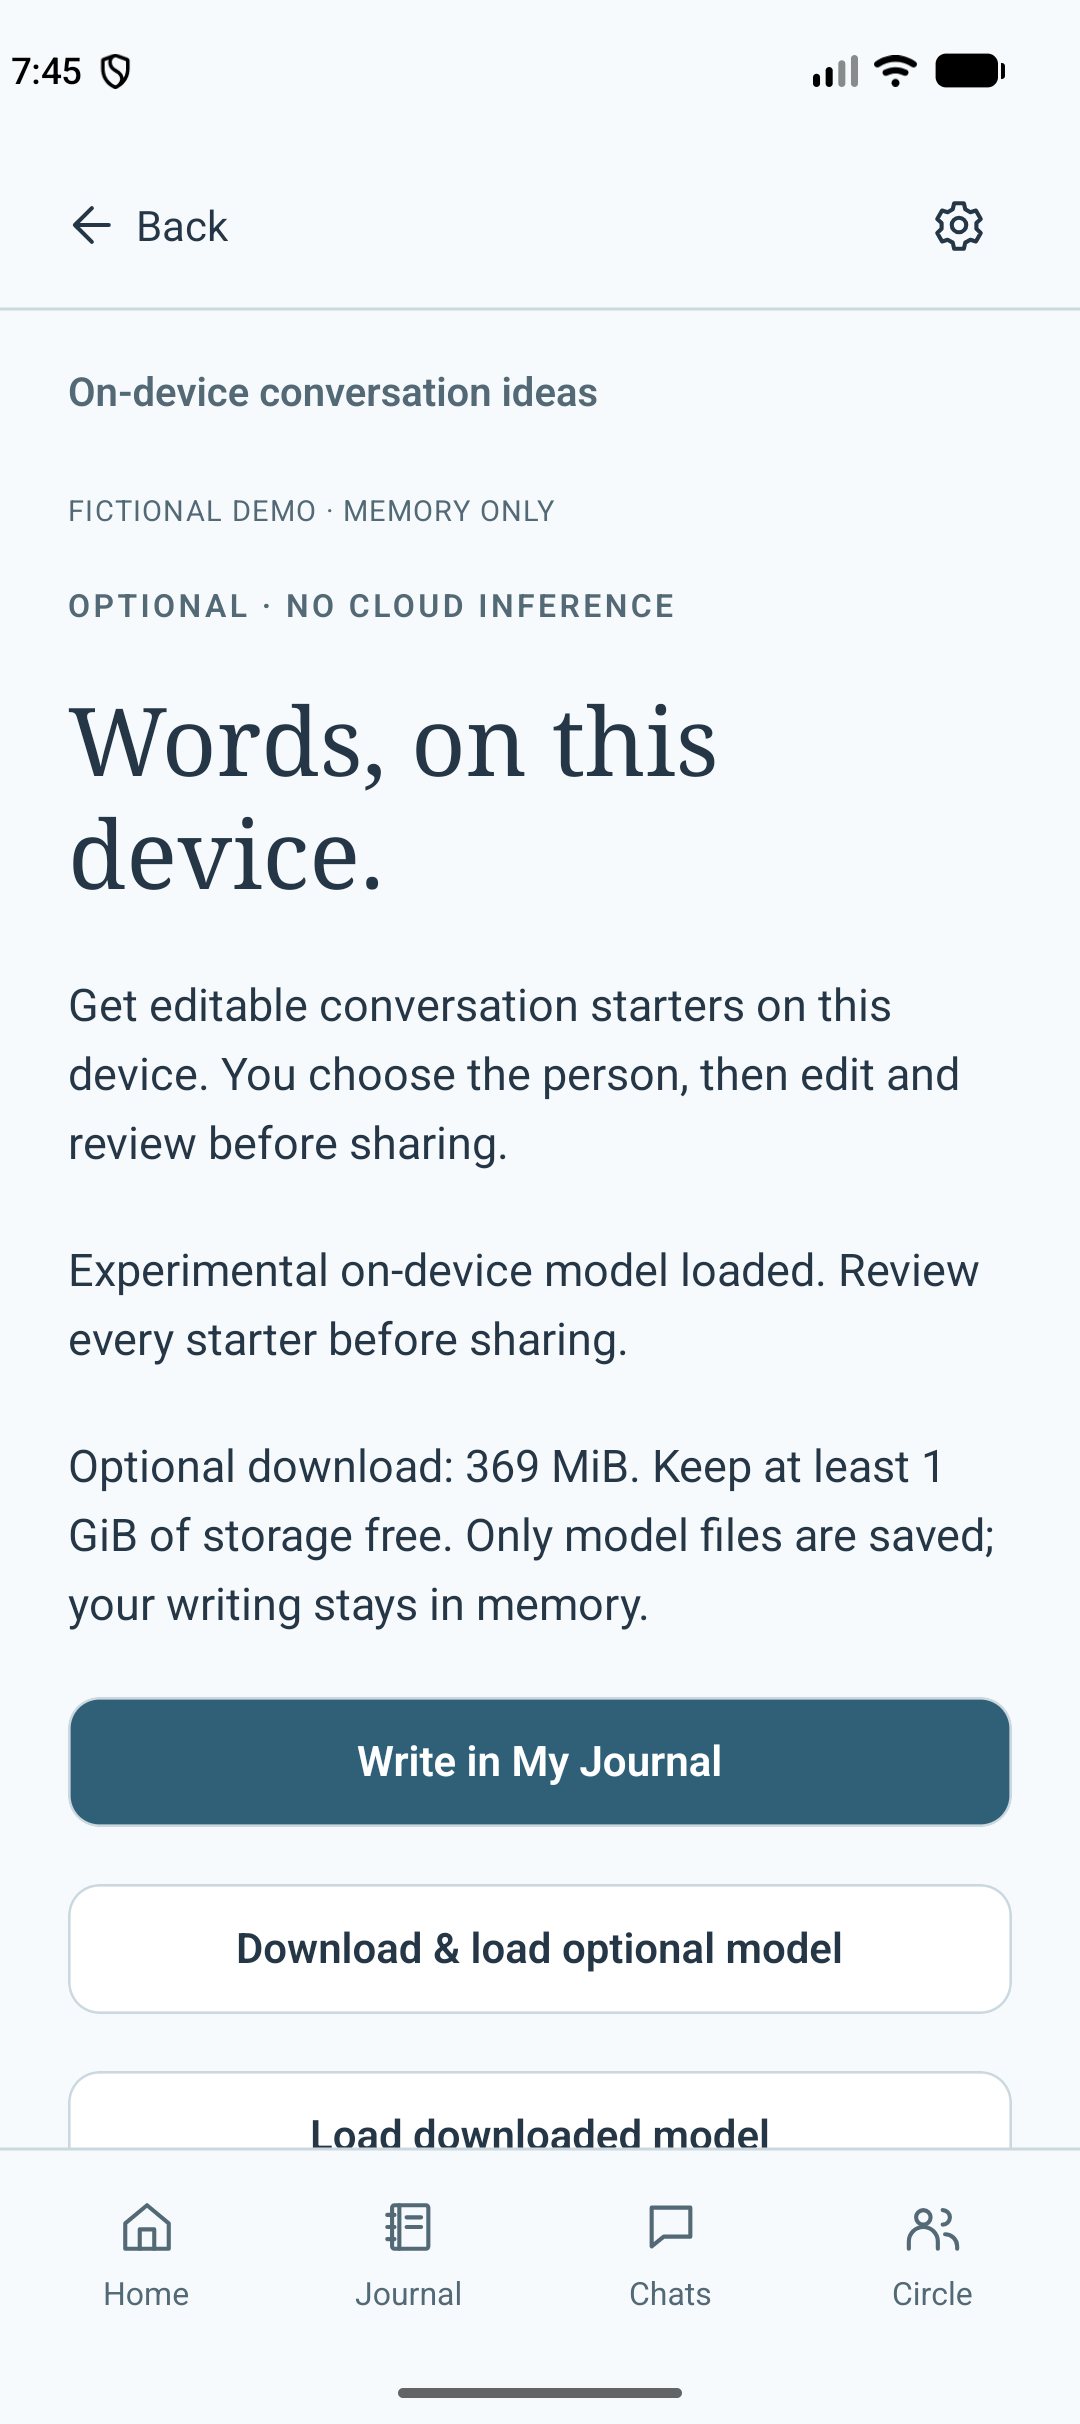 7:45
Back
On-device conversation ideas
FICTIONAL DEMO · MEMORY ONLY
OPTIONAL · NO CLOUD INFERENCE
Words, on this
device.
Get editable conversation starters on this
device. You choose the person, then edit and
review before sharing.
Experimental on-device model loaded. Review
every starter before sharing.
Optional download: 369 MiB. Keep at least 1
GiB of storage free. Only model files are saved;
your writing stays in memory.
Write in My Journal
Download & load optional model
Load downloaded model
Home
Journal
Chats
Circle